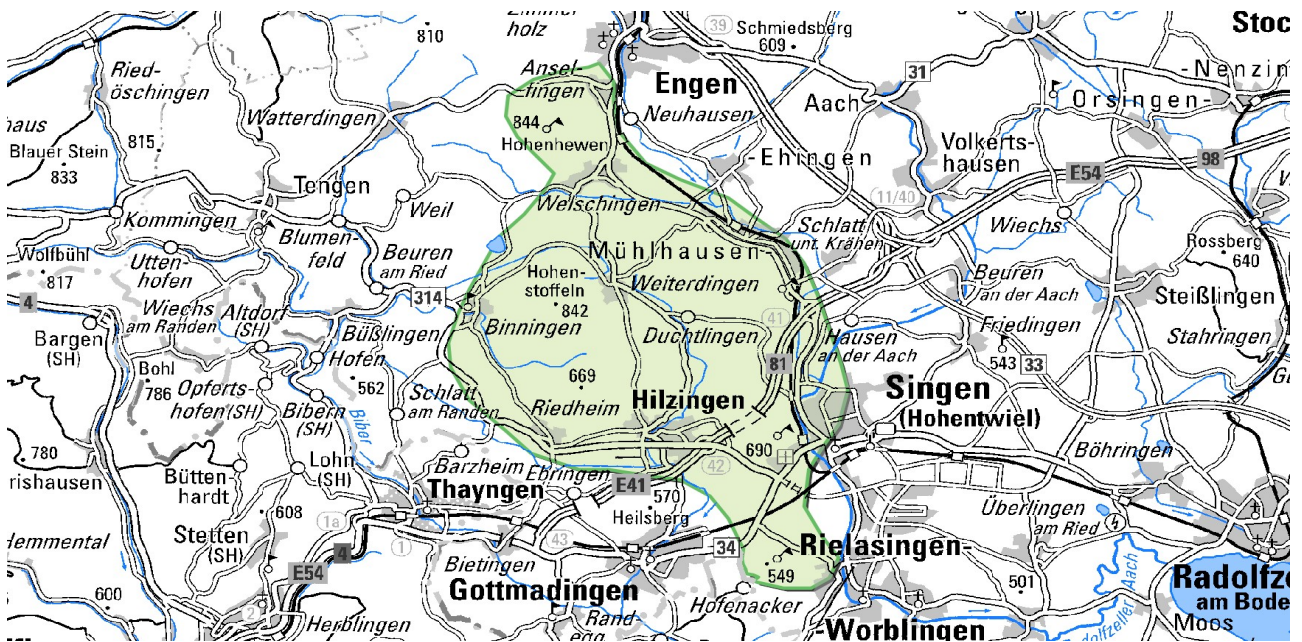 holz
810
39
Schmiedsberg
609
Stoc
Ried-
öschingen
Ansel-
fingen
Engen
31
Nenzin
Aach
Orsingen-
Watterdingen
844
Neuhausen
haus
815
Hohenhewen
Blauer Stein
833
-Ehingen
Volkerts-
hausen
98
E54
Tengen
Weil
11/40
Kommingen
Welschingen
Schlatt
unt. Krähen
Wiechs
Blumen-
feld
Beuren
am Ried
Mühlhausen-
Rossberg
640
Wolfbühl
817
Utten-
hofen
Hohen-
stoffeln
842
Weiterdingen
Beuren
an der Aach
4
314
Steißlingen
Wiechs
am Randen
Altdorf
(SH)
Büßlingen
Binningen
Duchtlingen
41
Friedingen
Bargen
(SH)
Hofen
Hausen
an der Aach
Stahringen
543
33
81
Bohl
786
Opferts-
hofen(SH)
562
669
Schlatt
am Randen
Hilzingen
Singen
(Hohentwiel)
Bibern
(SH)
Biber
Riedheim
690
Böhringen
780
rishausen
Lohn
(SH)
Barzheim
Ebringen
42
Bütten-
hardt
Thayngen
E41
570
Heilsberg
Überlingen
am Ried
608
1a
Stetten
(SH)
Hemmental
4
1
43
34
Rielasingen-
Bietingen
E54
Gottmadingen
549
501
Aach
Radolfze
am Bode
600
2
Hofenacker
Rand-
egg
Herblingen
-Worblingen
Moos